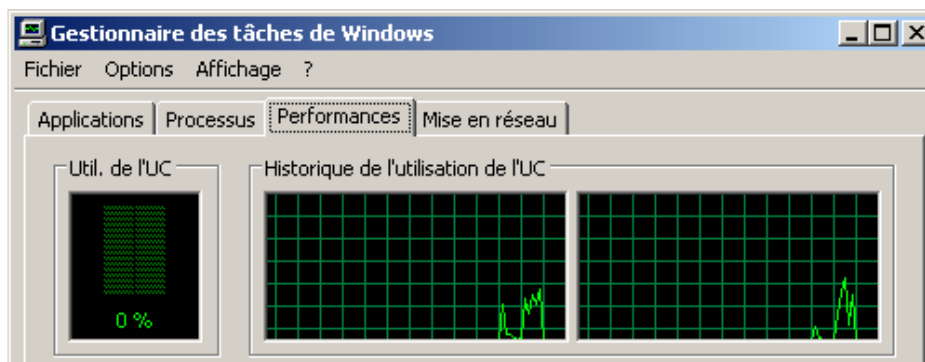 Gestionnaire des tâches de Windows
Fichier Options Affichage ?
Applications Processus Performances Mise en réseau
Util. de l'UC Historique de l'utilisation de l'UC
0 %